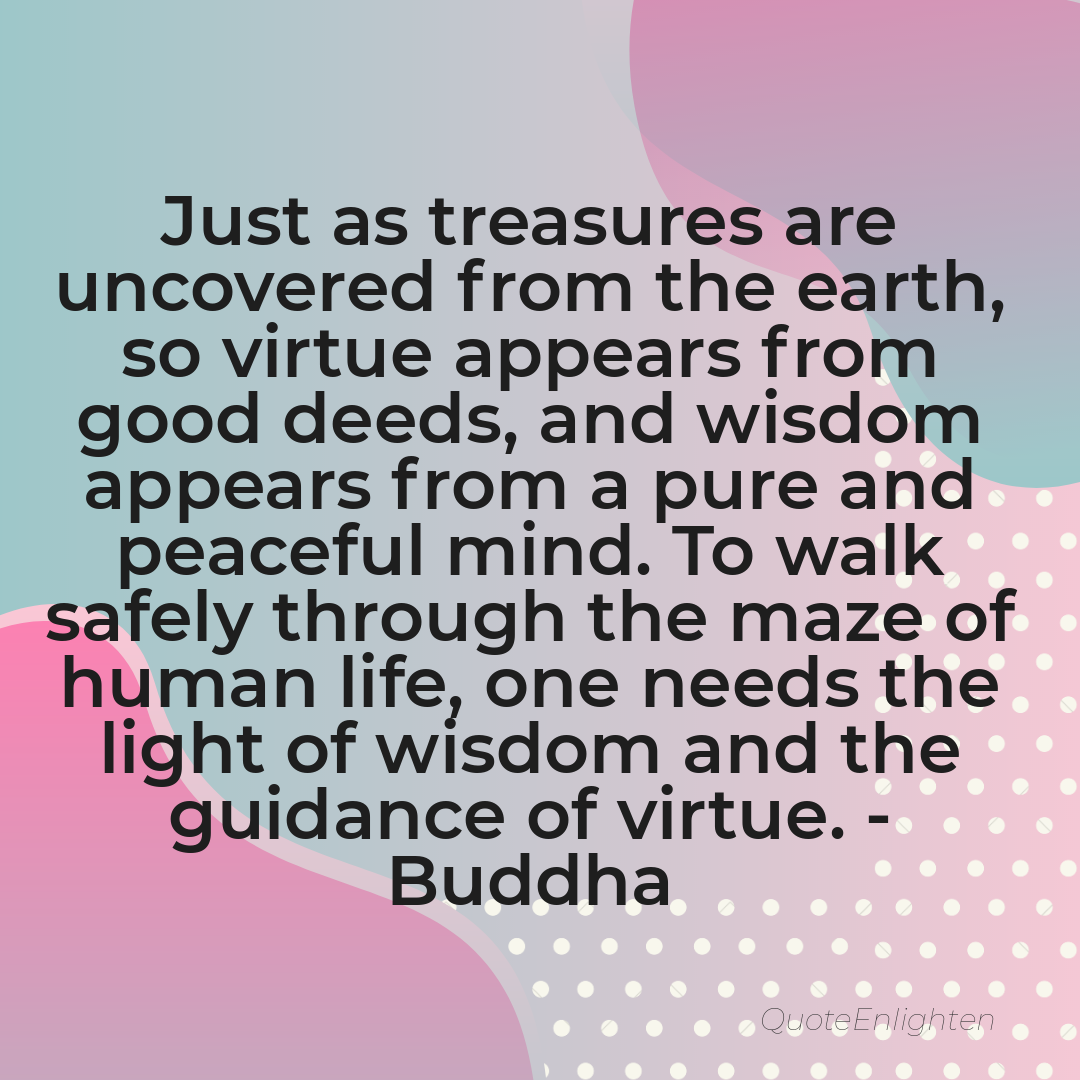 Just as treasures are
uncovered from the earth,
so virtue appears from
good deeds, and wisdom
appears from a pure and
peaceful mind. To walk
safely through the maze of
human life, one needs the
light of wisdom and the
guidance of virtue. -
Buddha
QuoteEnlighten